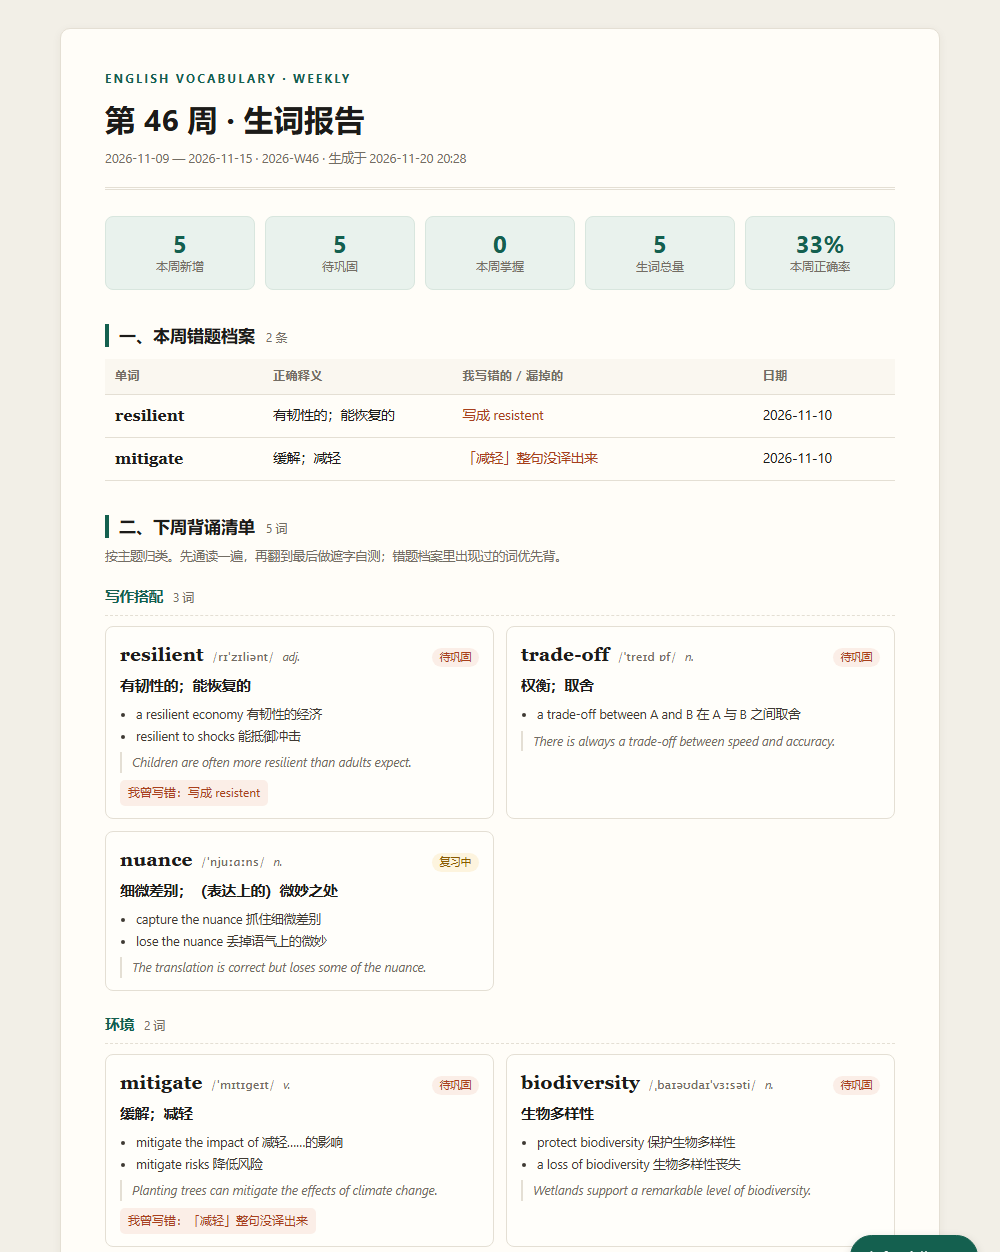 ENGLISH VOCABULARY · WEEKLY
第 46 周 · 生词报告
2026-11-09 — 2026-11-15 · 2026-W46 · 生成于 2026-11-20 20:28
5
本周新增
5
待巩固
0
本周掌握
5
生词总量
33%
本周正确率
一、本周错题档案 2 条
单词 正确释义 我写错的 / 漏掉的 日期
resilient 有韧性的；能恢复的 写成 resistent 2026-11-10
mitigate 缓解；减轻 「减轻」整句没译出来 2026-11-10
二、下周背诵清单 5 词
按主题归类。先通读一遍，再翻到最后做遮字自测；错题档案里出现过的词优先背。
写作搭配 3 词
resilient /rɪˈzɪliənt/ adj. 待巩固
有韧性的；能恢复的
• a resilient economy 有韧性的经济
• resilient to shocks 能抵御冲击
Children are often more resilient than adults expect.
我曾写错：写成 resistent
trade-off /ˈtreɪd ɒf/ n. 待巩固
权衡；取舍
• a trade-off between A and B 在 A 与 B 之间取舍
There is always a trade-off between speed and accuracy.
nuance /ˈnjuːɑːns/ n. 复习中
细微差别；（表达上的）微妙之处
• capture the nuance 抓住细微差别
• lose the nuance 丢掉语气上的微妙
The translation is correct but loses some of the nuance.
环境 2 词
mitigate /ˈmɪtɪɡeɪt/ v. 待巩固
缓解；减轻
• mitigate the impact of 减轻……的影响
• mitigate risks 降低风险
Planting trees can mitigate the effects of climate change.
我曾写错：「减轻」整句没译出来
biodiversity /ˌbaɪəʊdaɪˈvɜːsəti/ n. 待巩固
生物多样性
• protect biodiversity 保护生物多样性
• a loss of biodiversity 生物多样性丧失
Wetlands support a remarkable level of biodiversity.